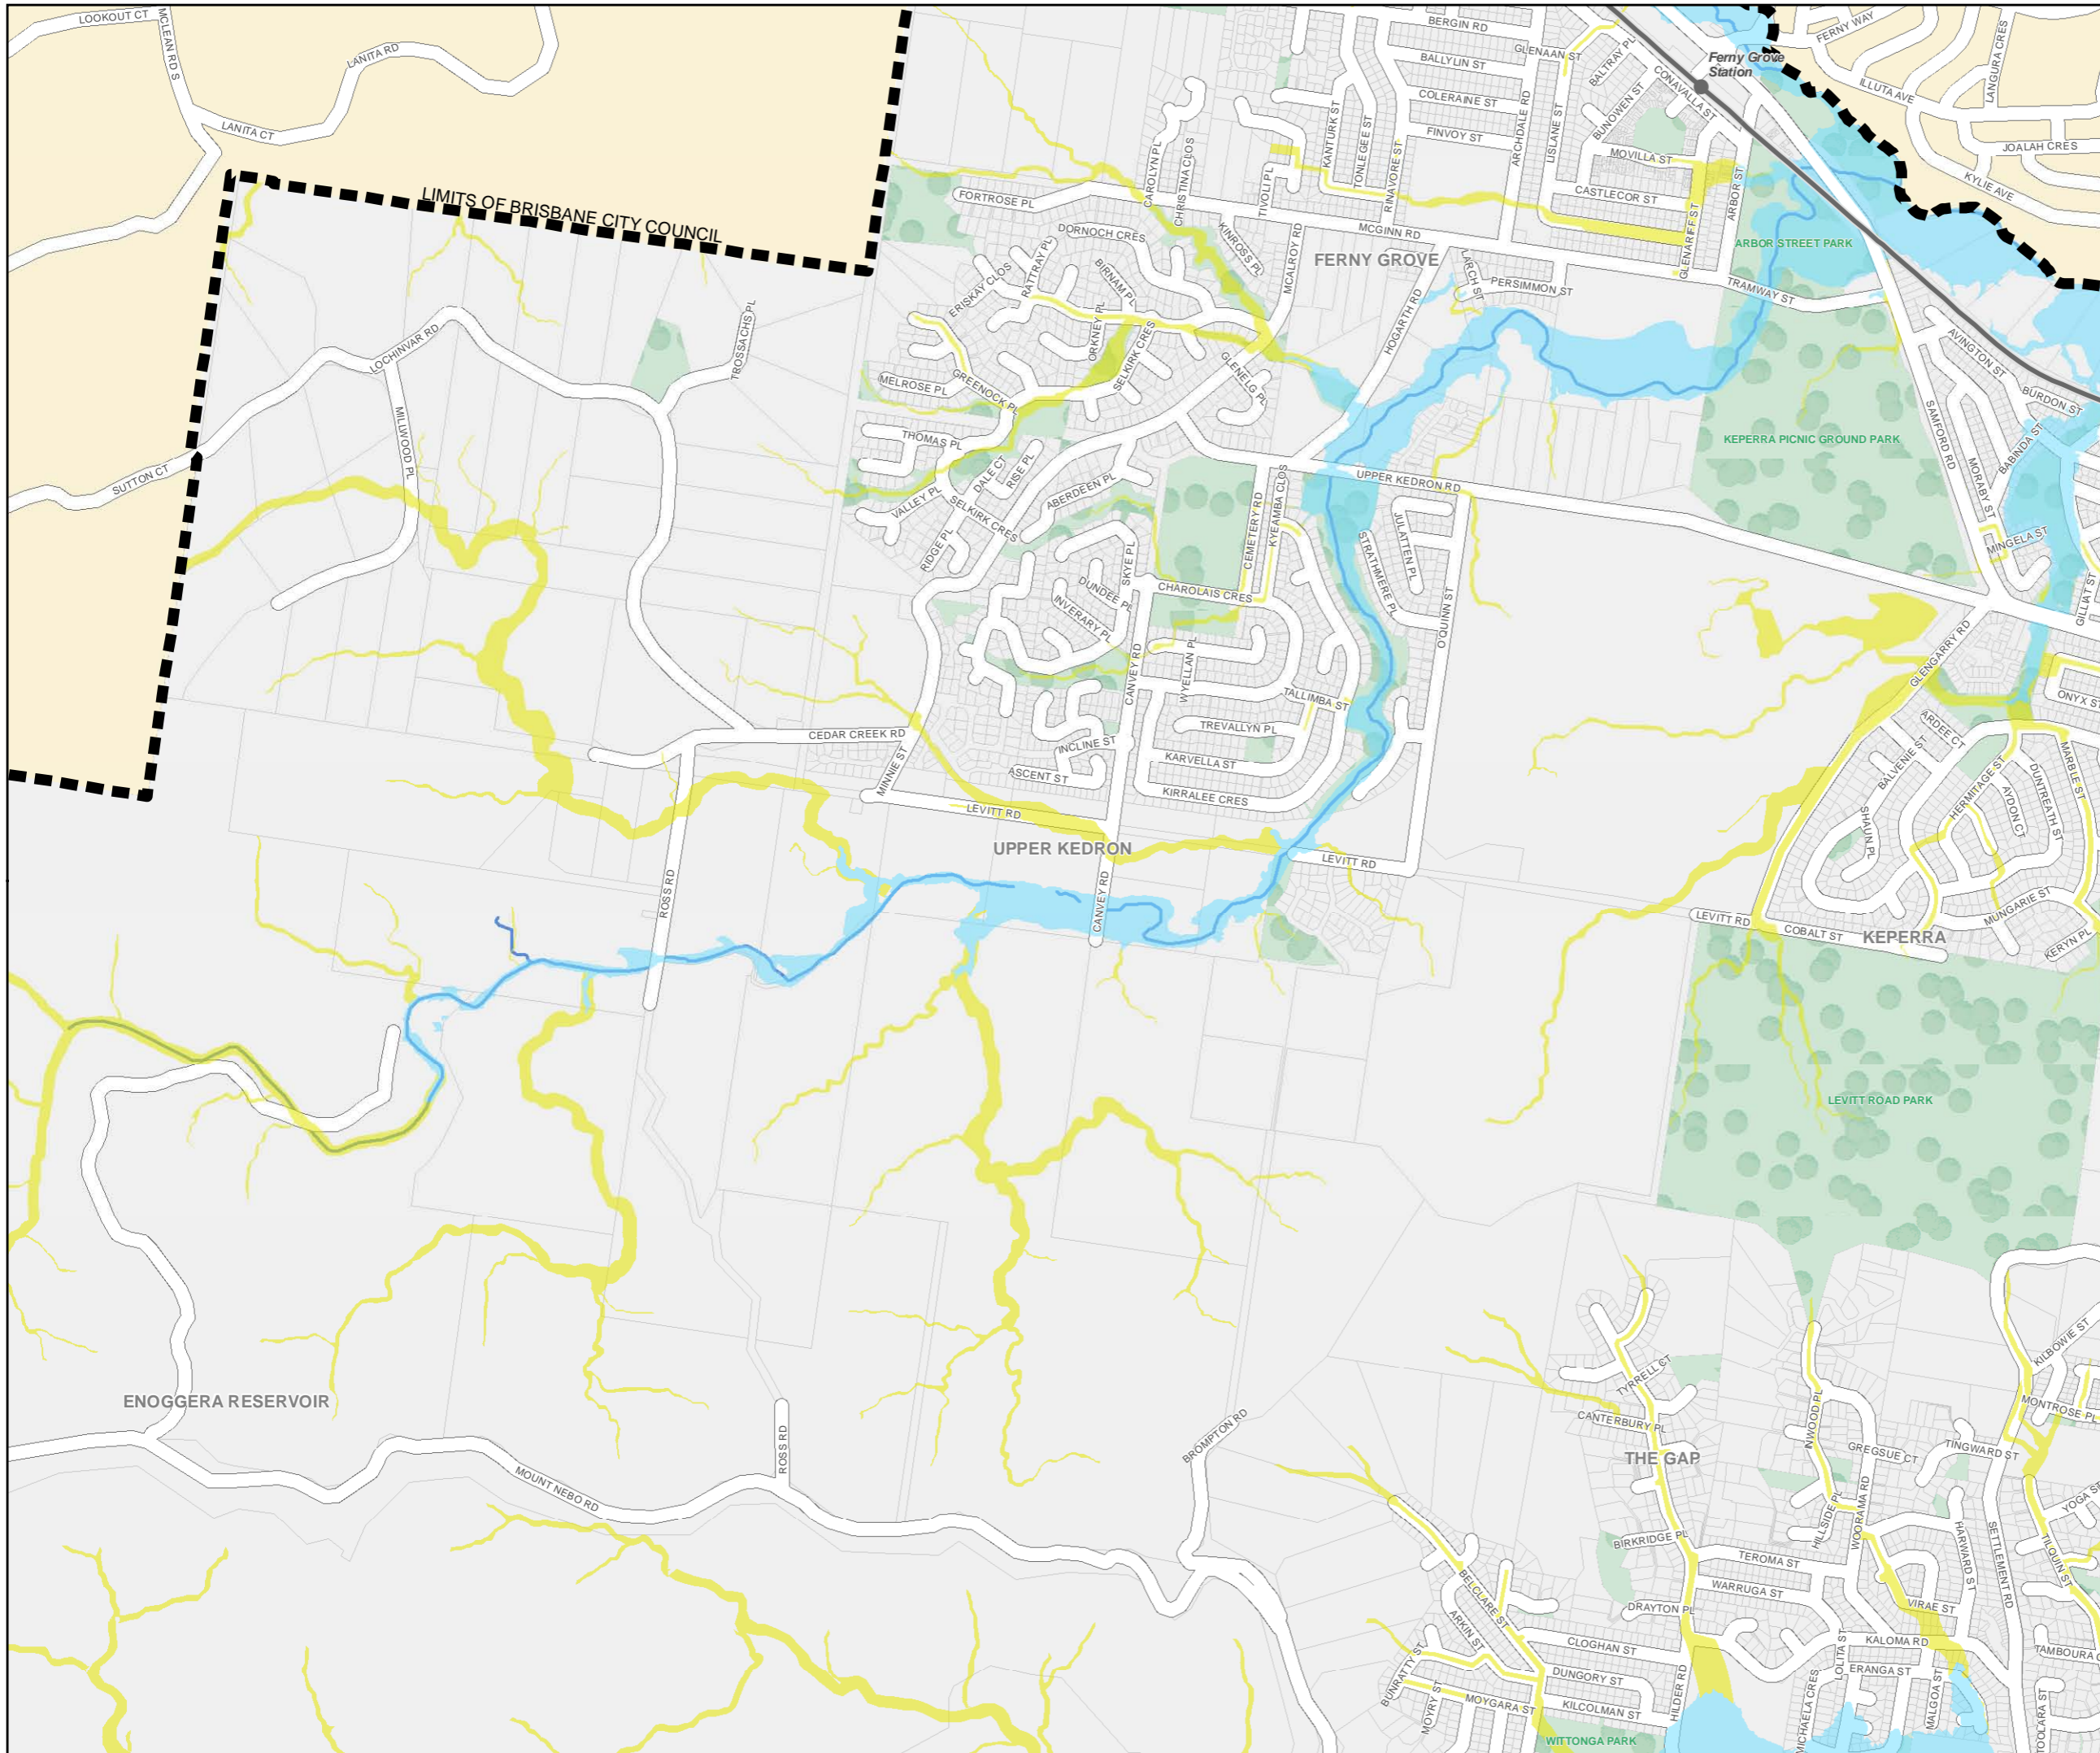 LOOKOUT CT
MCLEAN RD S
LANITA RD
LANITA CT
LIMITS OF BRISBANE CITY COUNCIL
BERGIN RD
GLENAAN ST
BALLYLIN ST
COLERAINE ST
FINVOY ST
KANTURK ST
TONLEGEE ST
RINAVORE ST
ARCHDALE RD
LISLANE ST
BALTRAY PL
CONAVALLA ST
BUNOWEN ST
MOVILLA ST
CASTLECOR ST
GLENARIFF ST
ARBOR ST
Ferny Grove
Station
FERNY WAY
ILLUTA AVE
LANGURA CRES
JOALAH CRES
KYLIE AVE
CAROLYN PL
CHRISTINA CLOS
TIVOLI PL
FORTROSE PL
DORNOCH CRES
KINROSS PL
MCALROY RD
MCGINN RD
FERNY GROVE
ARBOR STREET PARK
LARCH ST
PERSIMMON ST
TRAMWAY ST
HOGARTH RD
ERISKAY CLOS
RATTRAY PL
BIRNAM PL
ORKNEY PL
SELKIRK CRES
GLENELG PL
TROSSACHS PL
LOCHINVAR RD
MILLWOOD PL
SUTTON CT
MELROSE PL
GREENOCK PL
THOMAS PL
DALE CT
RISE PL
VALLEY PL
SELKIRK CRES
RIDGE PL
ABERDEEN PL
AVINGTON ST
BURDON ST
SAMFORD RD
BABINDA ST
MORABY ST
MINGELA ST
GILLIAT ST
KEPERRA PICNIC GROUND PARK
UPPER KEDRON RD
CEMETERY RD
KYEAMBA CLOS
STRATHMERE PL
JULATTEN PL
O'QUINN ST
SKYE PL
DUNDEE PL
INVERARY PL
CHAROLAIS CRES
CANVEY RD
WYELLAN PL
TALLIMBA ST
TREVALLYN PL
KARVELLA ST
KIRRALEE CRES
INCLINE ST
ASCENT ST
CEDAR CREEK RD
MINNIE ST
LEVITT RD
UPPER KEDRON
LEVITT RD
CANVEY RD
ROSS RD
GLENGARRY RD
ONYX ST
ARDEE CT
BALVENIE ST
HERMITAGE ST
MARBLE ST
DUNTREATH ST
AYDON CT
SHAUN PL
MUNGARIE ST
KERYN PL
LEVITT RD
COBALT ST
KEPERRA
LEVITT ROAD PARK
ENOGGERA RESERVOIR
MOUNT NEBO RD
ROSS RD
BROMPTON RD
TYRRELL CT
CANTERBURY PL
THE GAP
INWOOD PL
GREGSUE CT
TINGWARD ST
KILBOWIE ST
MONTROSE PL
YOGA ST
TILQUIN ST
HILLSIDE PL
WOORAMA RD
HARWARD ST
SETTLEMENT RD
BIRKRIDGE PL
TEROMA ST
WARRUGA ST
DRAYTON PL
VIRAE ST
BELCLARE ST
ARKIN ST
CLOGHAN ST
DUNGORY ST
KILCOLMAN ST
MOYGARA ST
BUNRATTY ST
MOYRY ST
HILDER RD
KALOMA RD
ERANGA ST
LOLITA ST
MICHAELA CRES
MALGOA ST
TOOLARA ST
TAMBOURA
WITTONGA PARK